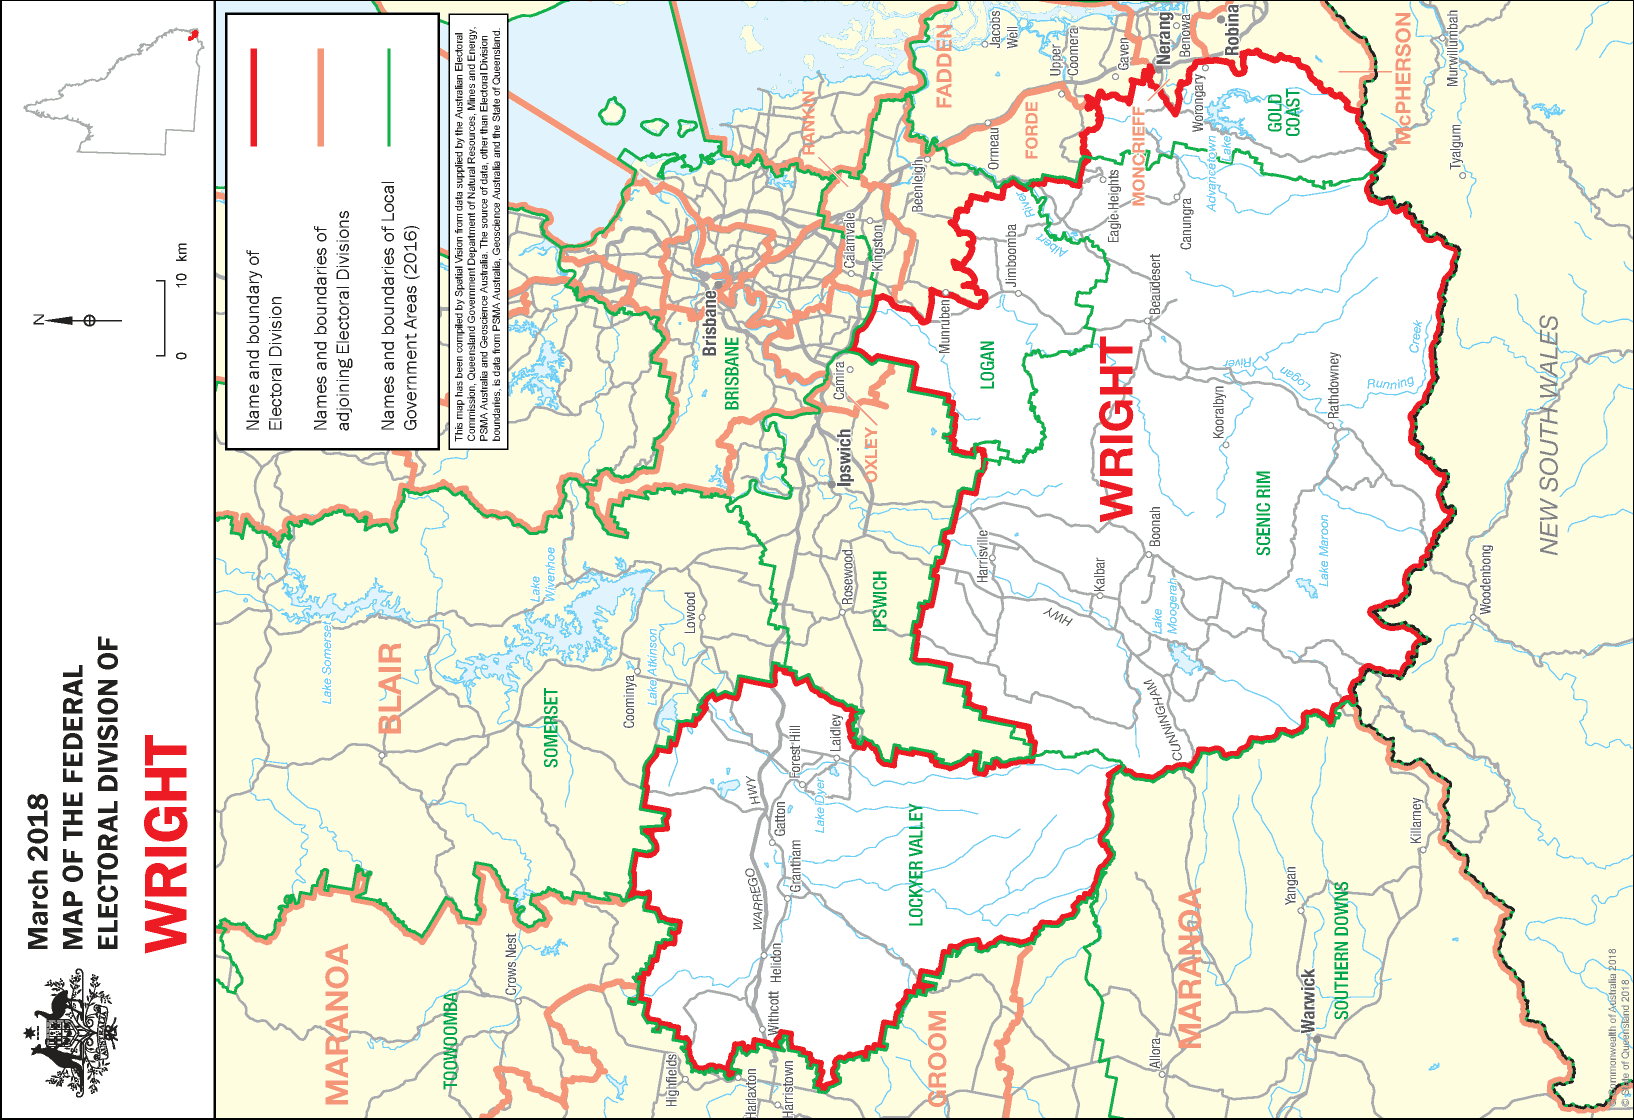 March 2018
MAP OF THE FEDERAL
ELECTORAL DIVISION OF
WRIGHT
N
0
10 km
Name and boundary of
Electoral Division
Names and boundaries of
adjoining Electoral Divisions
Names and boundaries of Local
Government Areas (2016)
This map has been compiled by Spatial Vision from data supplied by the Australian Electoral
Commission, Queensland Government Department of Natural Resources, Mines and Energy,
PSMA Australia and Geoscience Australia. The source of data, other than Electoral Division
boundaries, is data from PSMA Australia, Geoscience Australia and the State of Queensland.
MARANOA
TOOWOOMBA
Crows Nest
BLAIR
Lake Somerset
SOMERSET
Lake
Wivenhoe
Coominya
Lake Atkinson
Lowood
Highfields
Harlaxton
Harristown
Withcott
Helidon
WARREGO
HWY
Grantham
Gatton
Forest Hill
Lake Dyer
Laidley
LOCKYER VALLEY
GROOM
Rosewood
IPSWICH
Ipswich
OXLEY
Camira
BRISBANE
Brisbane
Calamvale
Kingston
RANKIN
Beenleigh
FADDEN
Jacobs
Well
Upper
Coomera
FORDE
Ormeau
Gaven
Nerang
Benowa
Robina
MONCRIEFF
Worongary
GOLD
COAST
Advancetown
Lake
McPHERSON
Murwillumbah
Tyalgum
Eagle Heights
Canungra
Albert
River
Jimboomba
Munruben
LOGAN
Beaudesert
WRIGHT
Kooralbyn
Logan
River
Rathdowney
Running
Creek
SCENIC RIM
Harrisville
Kalbar
Boonah
Lake Maroon
Lake
Moogerah
CUNNINGHAM
HWY
NEW SOUTH WALES
Woodenbong
Killarney
Yangan
SOUTHERN DOWNS
Warwick
MARANOA
Allora
© Commonwealth of Australia 2018
© State of Queensland 2018